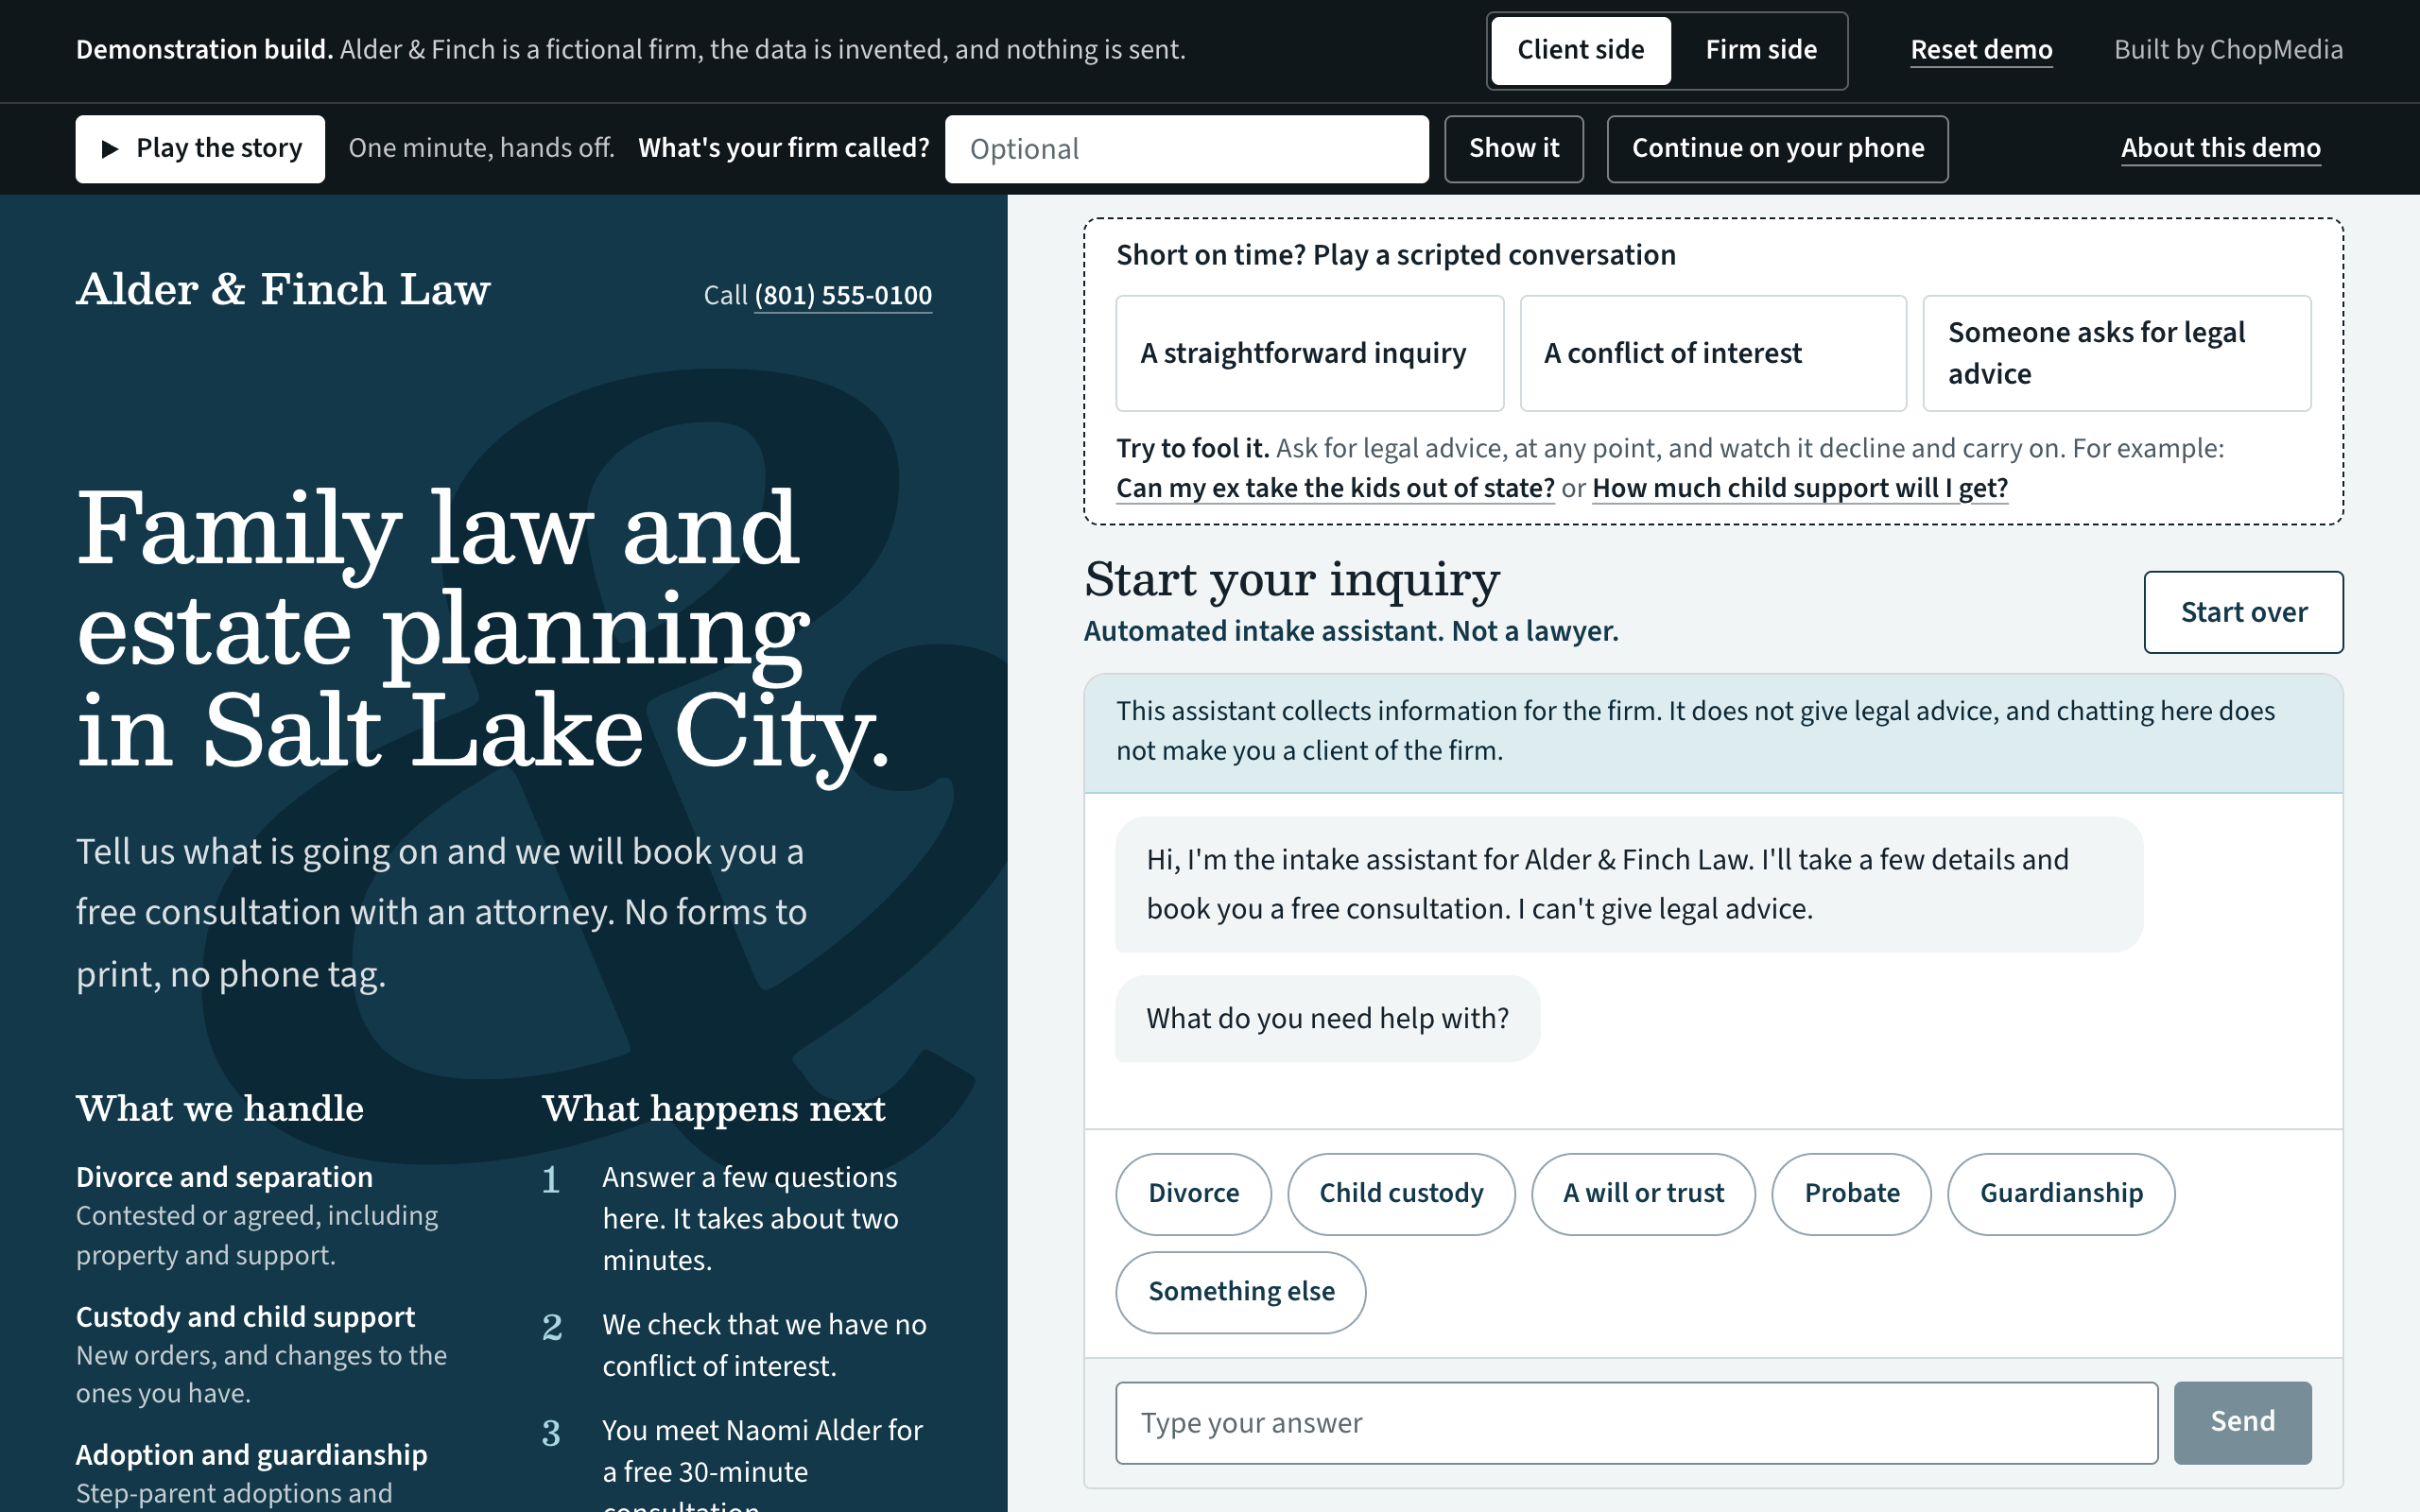 Demonstration build. Alder & Finch is a fictional firm, the data is invented, and nothing is sent.
Client side
Firm side
Reset demo
Built by ChopMedia
Play the story
One minute, hands off.
What's your firm called?
Optional
Show it
Continue on your phone
About this demo
Alder & Finch Law
Call (801) 555-0100
&
Family law and
estate planning
in Salt Lake City.
Tell us what is going on and we will book you a
free consultation with an attorney. No forms to
print, no phone tag.
What we handle
Divorce and separation
Contested or agreed, including
property and support.
Custody and child support
New orders, and changes to the
ones you have.
Adoption and guardianship
Step-parent adoptions and
What happens next
1
Answer a few questions
here. It takes about two
minutes.
2
We check that we have no
conflict of interest.
3
You meet Naomi Alder for
a free 30-minute
consultation
Short on time? Play a scripted conversation
A straightforward inquiry
A conflict of interest
Someone asks for legal
advice
Try to fool it. Ask for legal advice, at any point, and watch it decline and carry on. For example:
Can my ex take the kids out of state? or How much child support will I get?
Start your inquiry
Automated intake assistant. Not a lawyer.
Start over
This assistant collects information for the firm. It does not give legal advice, and chatting here does
not make you a client of the firm.
Hi, I'm the intake assistant for Alder & Finch Law. I'll take a few details and
book you a free consultation. I can't give legal advice.
What do you need help with?
Divorce
Child custody
A will or trust
Probate
Guardianship
Something else
Type your answer
Send